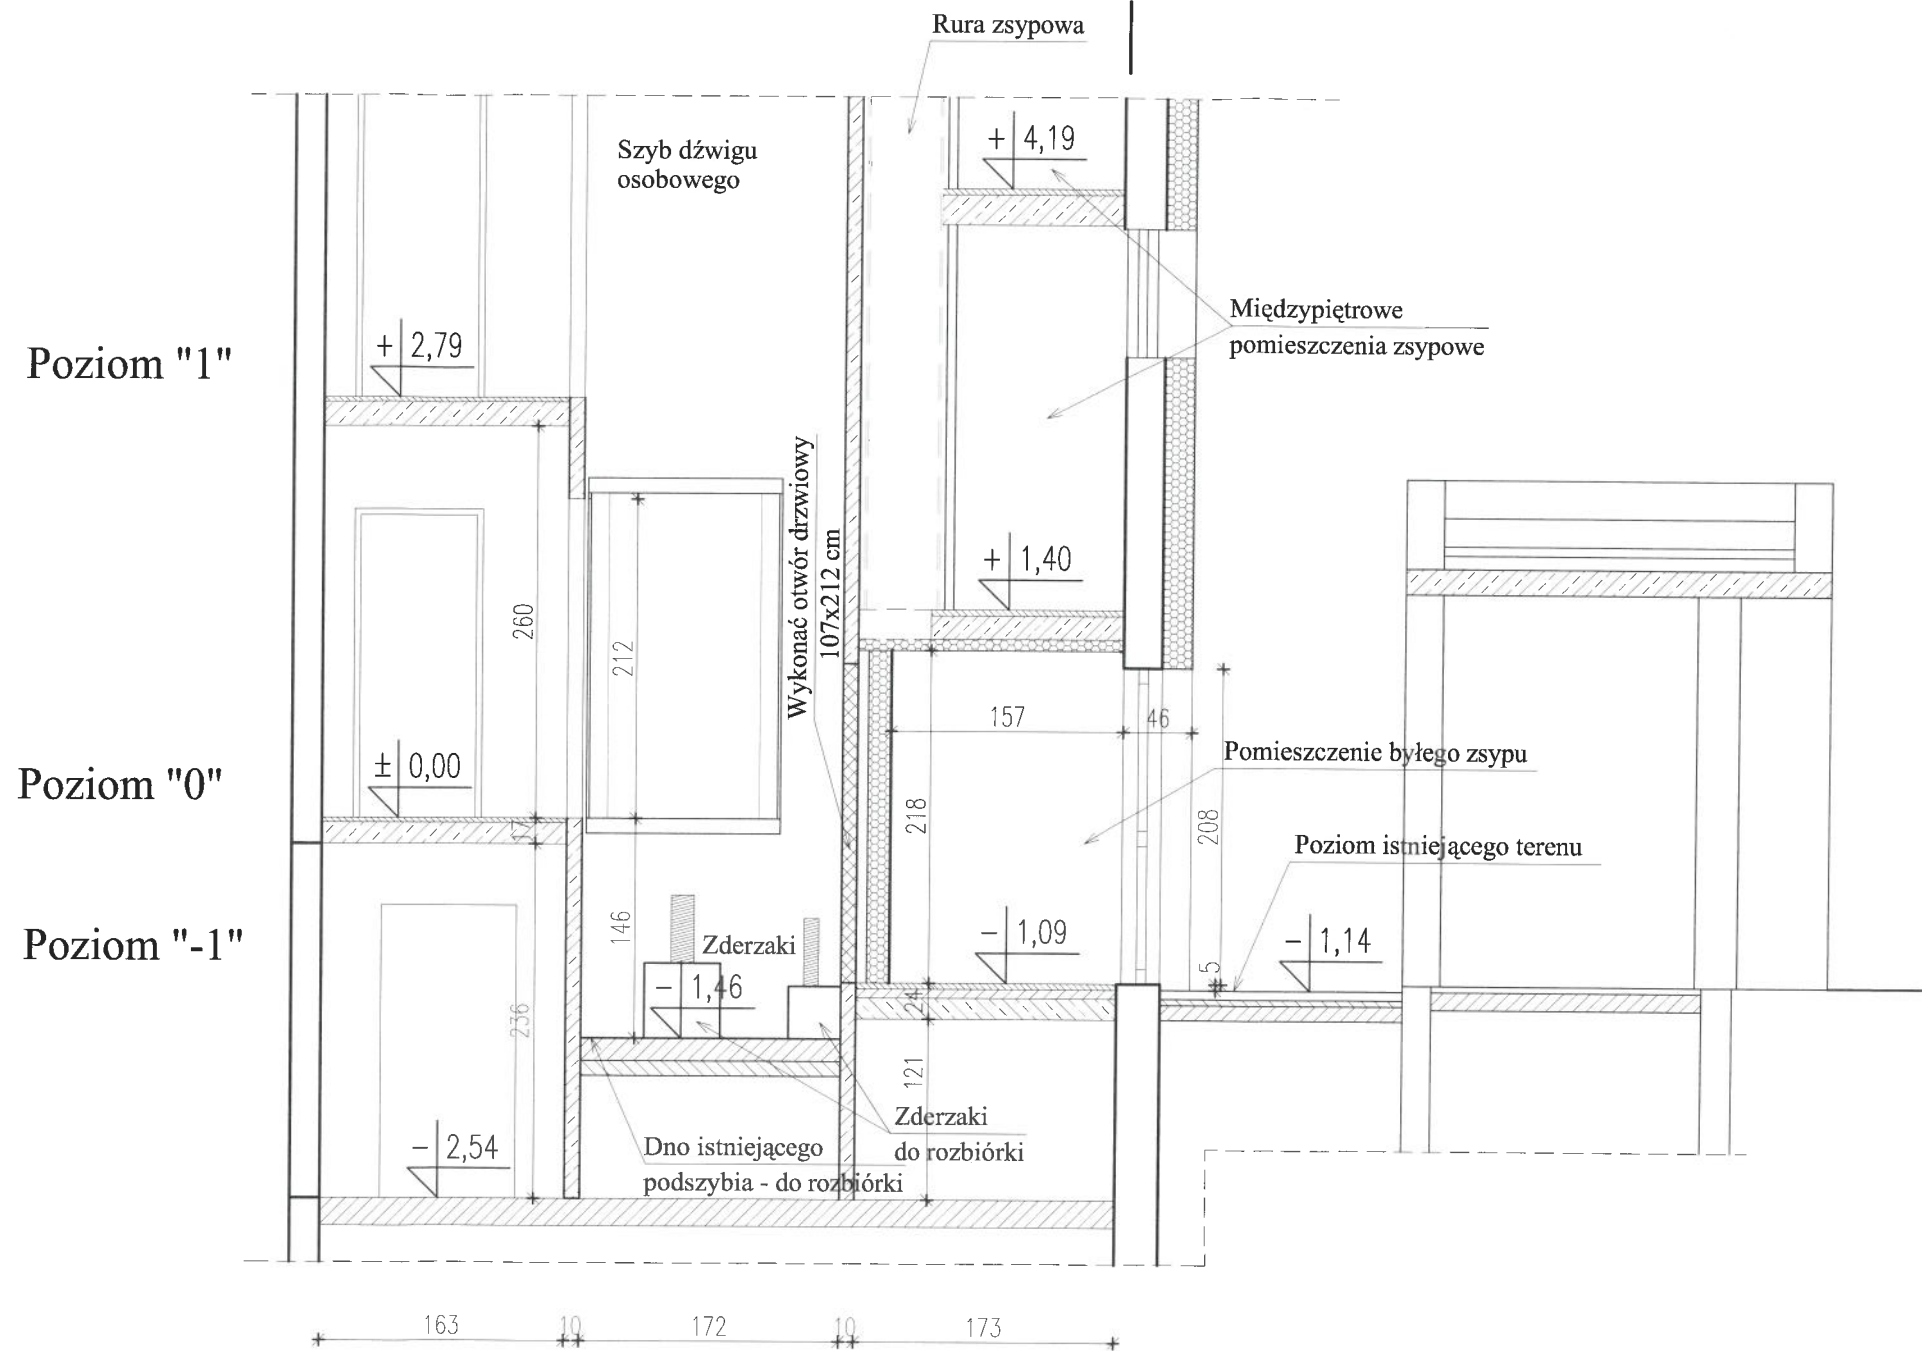 Rura zsypowa
Szyb dźwigu
osobowego
+ 4,19
Międzypiętrowe
pomieszczenia zsypowe
Poziom "1"
+ 2,79
Wykonać otwór drzwiowy
107x212 cm
+ 1,40
260
212
157
46
Poziom "0"
± 0,00
Pomieszczenie byłego zsypu
218
208
17
Poziom istniejącego terenu
Poziom "-1"
146
Zderzaki
- 1,09
- 1,14
- 1,46
5
24
236
121
Zderzaki
do rozbiórki
Dno istniejącego
podszybia - do rozbiórki
- 2,54
163
10
172
10
173